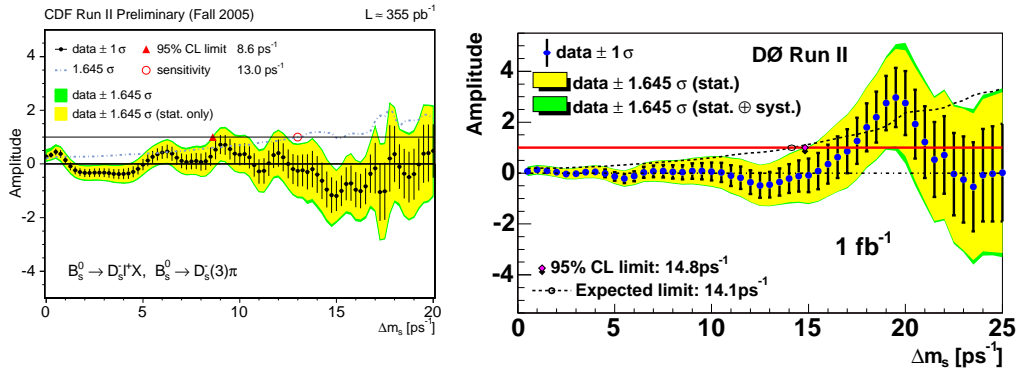 CDF Run II Preliminary (Fall 2005) L ≈ 355 pb⁻¹
Amplitude
4
2
0
-2
-4
data ± 1 σ 95% CL limit 8.6 ps⁻¹
1.645 σ sensitivity 13.0 ps⁻¹
data ± 1.645 σ
data ± 1.645 σ (stat. only)
B⁰ₛ → D⁻ₛl⁺X, B⁰ₛ → D⁻ₛ(3)π
0 5 10 15 20
Δmₛ [ps⁻¹]
Amplitude
4
2
0
-2
-4
data ± 1 σ DØ Run II
data ± 1.645 σ (stat.)
data ± 1.645 σ (stat. ⊕ syst.)
1 fb⁻¹
95% CL limit: 14.8ps⁻¹
Expected limit: 14.1ps⁻¹
0 5 10 15 20 25
Δmₛ [ps⁻¹]